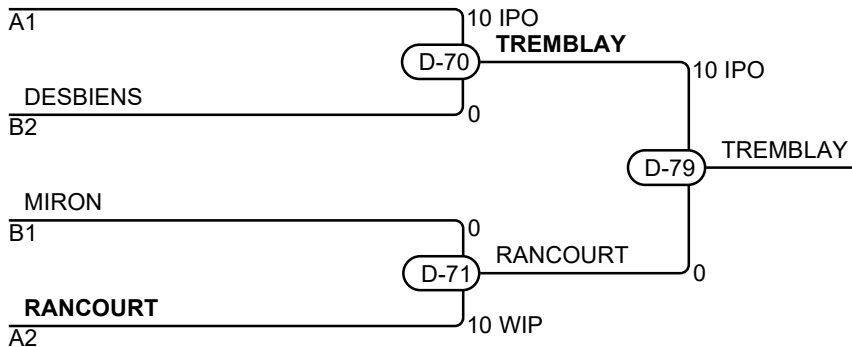 A1
10 IPO
TREMBLAY
D-70
10 IPO
DESBIENS
B2
0
D-79
TREMBLAY
MIRON
B1
0
D-71
RANCOURT
0
RANCOURT
A2
10 WIP